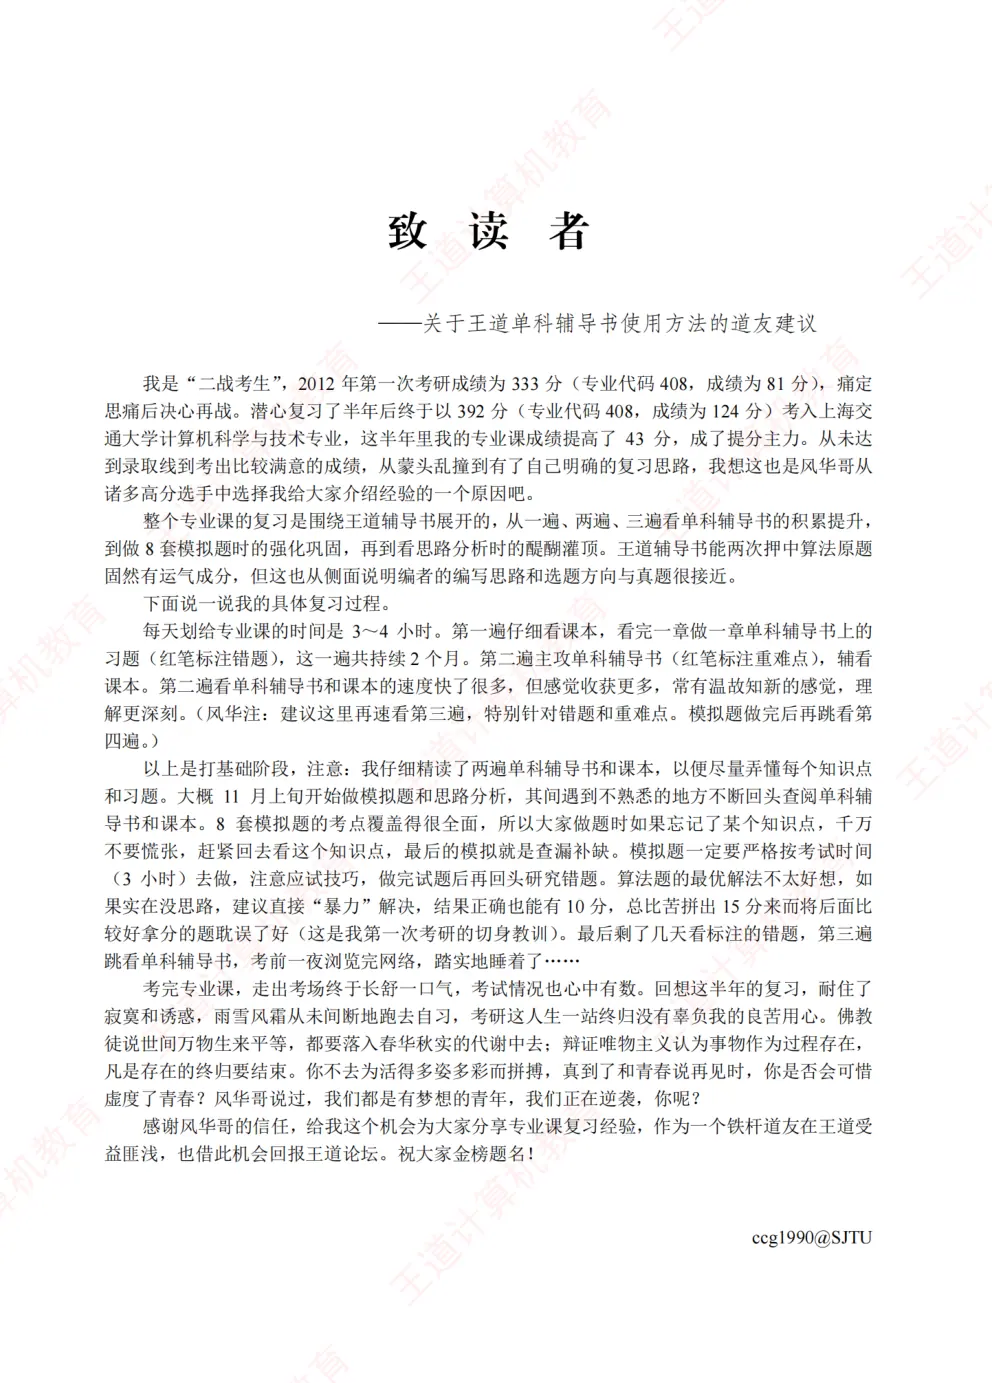 致 读 者
——关于王道单科辅导书使用方法的道友建议
我是“二战考生”，2012 年第一次考研成绩为 333 分（专业代码 408，成绩为 81 分），痛定
思痛后决心再战。潜心复习了半年后终于以 392 分（专业代码 408，成绩为 124 分）考入上海交
通大学计算机科学与技术专业，这半年里我的专业课成绩提高了 43 分，成了提分主力。从未达
到录取线到考出比较满意的成绩，从蒙头乱撞到有了自己明确的复习思路，我想这也是风华哥从
诸多高分选手中选择我给大家介绍经验的一个原因吧。
整个专业课的复习是围绕王道辅导书展开的，从一遍、两遍、三遍看单科辅导书的积累提升，
到做 8 套模拟题时的强化巩固，再到看思路分析时的醍醐灌顶。王道辅导书能两次押中算法原题
固然有运气成分，但这也从侧面说明编者的编写思路和选题方向与真题很接近。
下面说一说我的具体复习过程。
每天划给专业课的时间是 3～4 小时。第一遍仔细看课本，看完一章做一章单科辅导书上的
习题（红笔标注错题），这一遍共持续 2 个月。第二遍主攻单科辅导书（红笔标注重难点），辅看
课本。第二遍看单科辅导书和课本的速度快了很多，但感觉收获更多，常有温故知新的感觉，理
解更深刻。（风华注：建议这里再速看第三遍，特别针对错题和重难点。模拟题做完后再跳看第
四遍。）
以上是打基础阶段，注意：我仔细精读了两遍单科辅导书和课本，以便尽量弄懂每个知识点
和习题。大概 11 月上旬开始做模拟题和思路分析，其间遇到不熟悉的地方不断回头查阅单科辅
导书和课本。8 套模拟题的考点覆盖得很全面，所以大家做题时如果忘记了某个知识点，千万
不要慌张，赶紧回去看这个知识点，最后的模拟就是查漏补缺。模拟题一定要严格按考试时间
（3 小时）去做，注意应试技巧，做完试题后再回头研究错题。算法题的最优解法不太好想，如
果实在没思路，建议直接“暴力”解决，结果正确也能有 10 分，总比苦拼出 15 分来而将后面比
较好拿分的题耽误了好（这是我第一次考研的切身教训）。最后剩了几天看标注的错题，第三遍
跳看单科辅导书，考前一夜浏览完网络，踏实地睡着了……
考完专业课，走出考场终于长舒一口气，考试情况也心中有数。回想这半年的复习，耐住了
寂寞和诱惑，雨雪风霜从未间断地跑去自习，考研这人生一站终归没有辜负我的良苦用心。佛教
徒说世间万物生来平等，都要落入春华秋实的代谢中去；辩证唯物主义认为事物作为过程存在，
凡是存在的终归要结束。你不去为活得多姿多彩而拼搏，真到了和青春说再见时，你是否会可惜
虚度了青春？风华哥说过，我们都是有梦想的青年，我们正在逆袭，你呢？
感谢风华哥的信任，给我这个机会为大家分享专业课复习经验，作为一个铁杆道友在王道受
益匪浅，也借此机会回报王道论坛。祝大家金榜题名！
ccg1990@SJTU
王道计算机教育